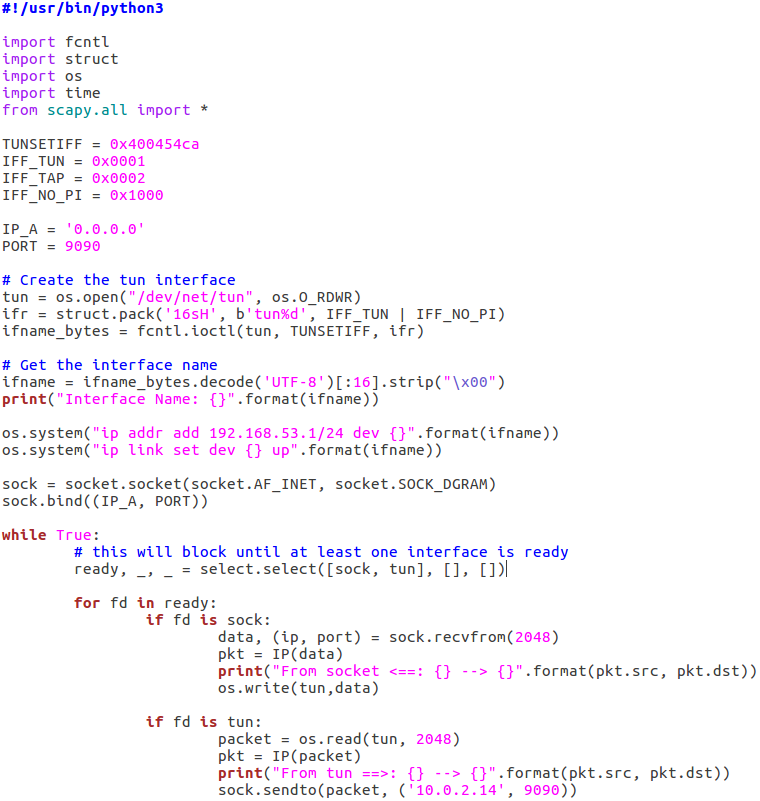 #!/usr/bin/python3

import fcntl
import struct
import os
import time
from scapy.all import *

TUNSETIFF = 0x400454ca
IFF_TUN = 0x0001
IFF_TAP = 0x0002
IFF_NO_PI = 0x1000

IP_A = '0.0.0.0'
PORT = 9090

# Create the tun interface
tun = os.open("/dev/net/tun", os.O_RDWR)
ifr = struct.pack('16sH', b'tun%d', IFF_TUN | IFF_NO_PI)
ifname_bytes = fcntl.ioctl(tun, TUNSETIFF, ifr)

# Get the interface name
ifname = ifname_bytes.decode('UTF-8')[:16].strip("\x00")
print("Interface Name: {}".format(ifname))

os.system("ip addr add 192.168.53.1/24 dev {}".format(ifname))
os.system("ip link set dev {} up".format(ifname))

sock = socket.socket(socket.AF_INET, socket.SOCK_DGRAM)
sock.bind((IP_A, PORT))

while True:
        # this will block until at least one interface is ready
        ready, _, _ = select.select([sock, tun], [], [])

        for fd in ready:
                if fd is sock:
                        data, (ip, port) = sock.recvfrom(2048)
                        pkt = IP(data)
                        print("From socket <==: {} --> {}".format(pkt.src, pkt.dst))
                        os.write(tun,data)

                if fd is tun:
                        packet = os.read(tun, 2048)
                        pkt = IP(packet)
                        print("From tun ==>: {} --> {}".format(pkt.src, pkt.dst))
                        sock.sendto(packet, ('10.0.2.14', 9090))